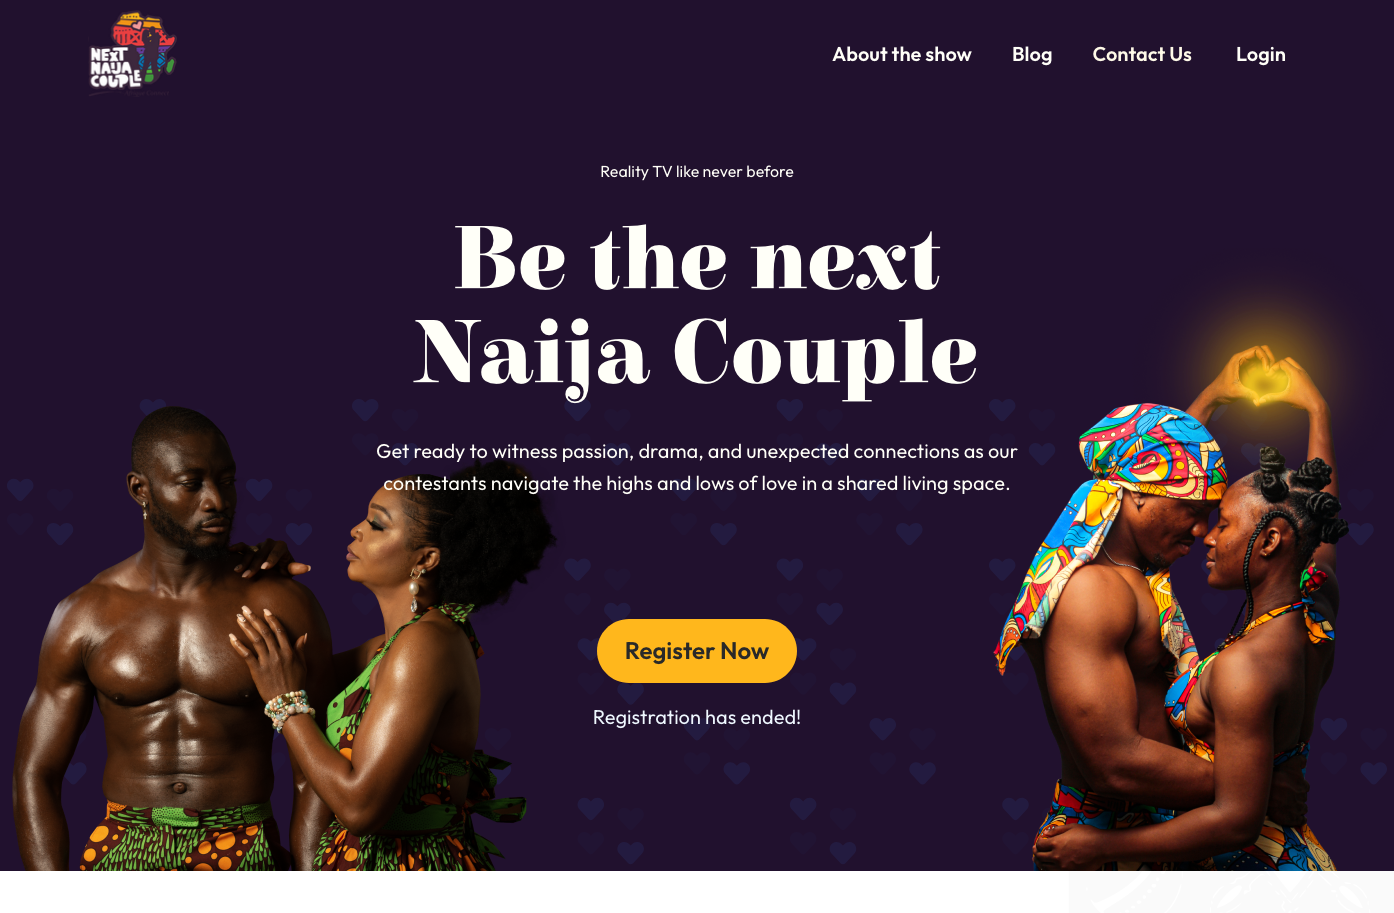 NEXT
NAIJA
COUPLE
About the show
Blog
Contact Us
Login
Reality TV like never before
Be the next
Naija Couple
Get ready to witness passion, drama, and unexpected connections as our
contestants navigate the highs and lows of love in a shared living space.
Register Now
Registration has ended!